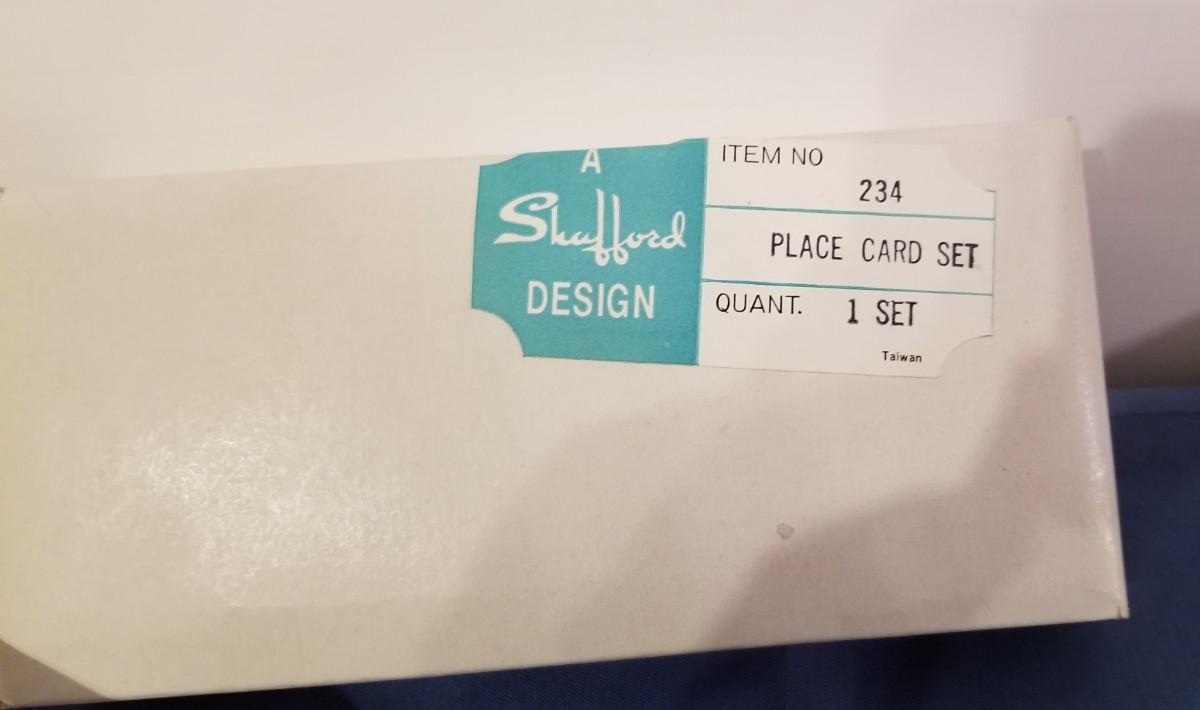 A
Shafford
DESIGN
ITEM NO
234
PLACE CARD SET
QUANT. 1 SET
Taiwan